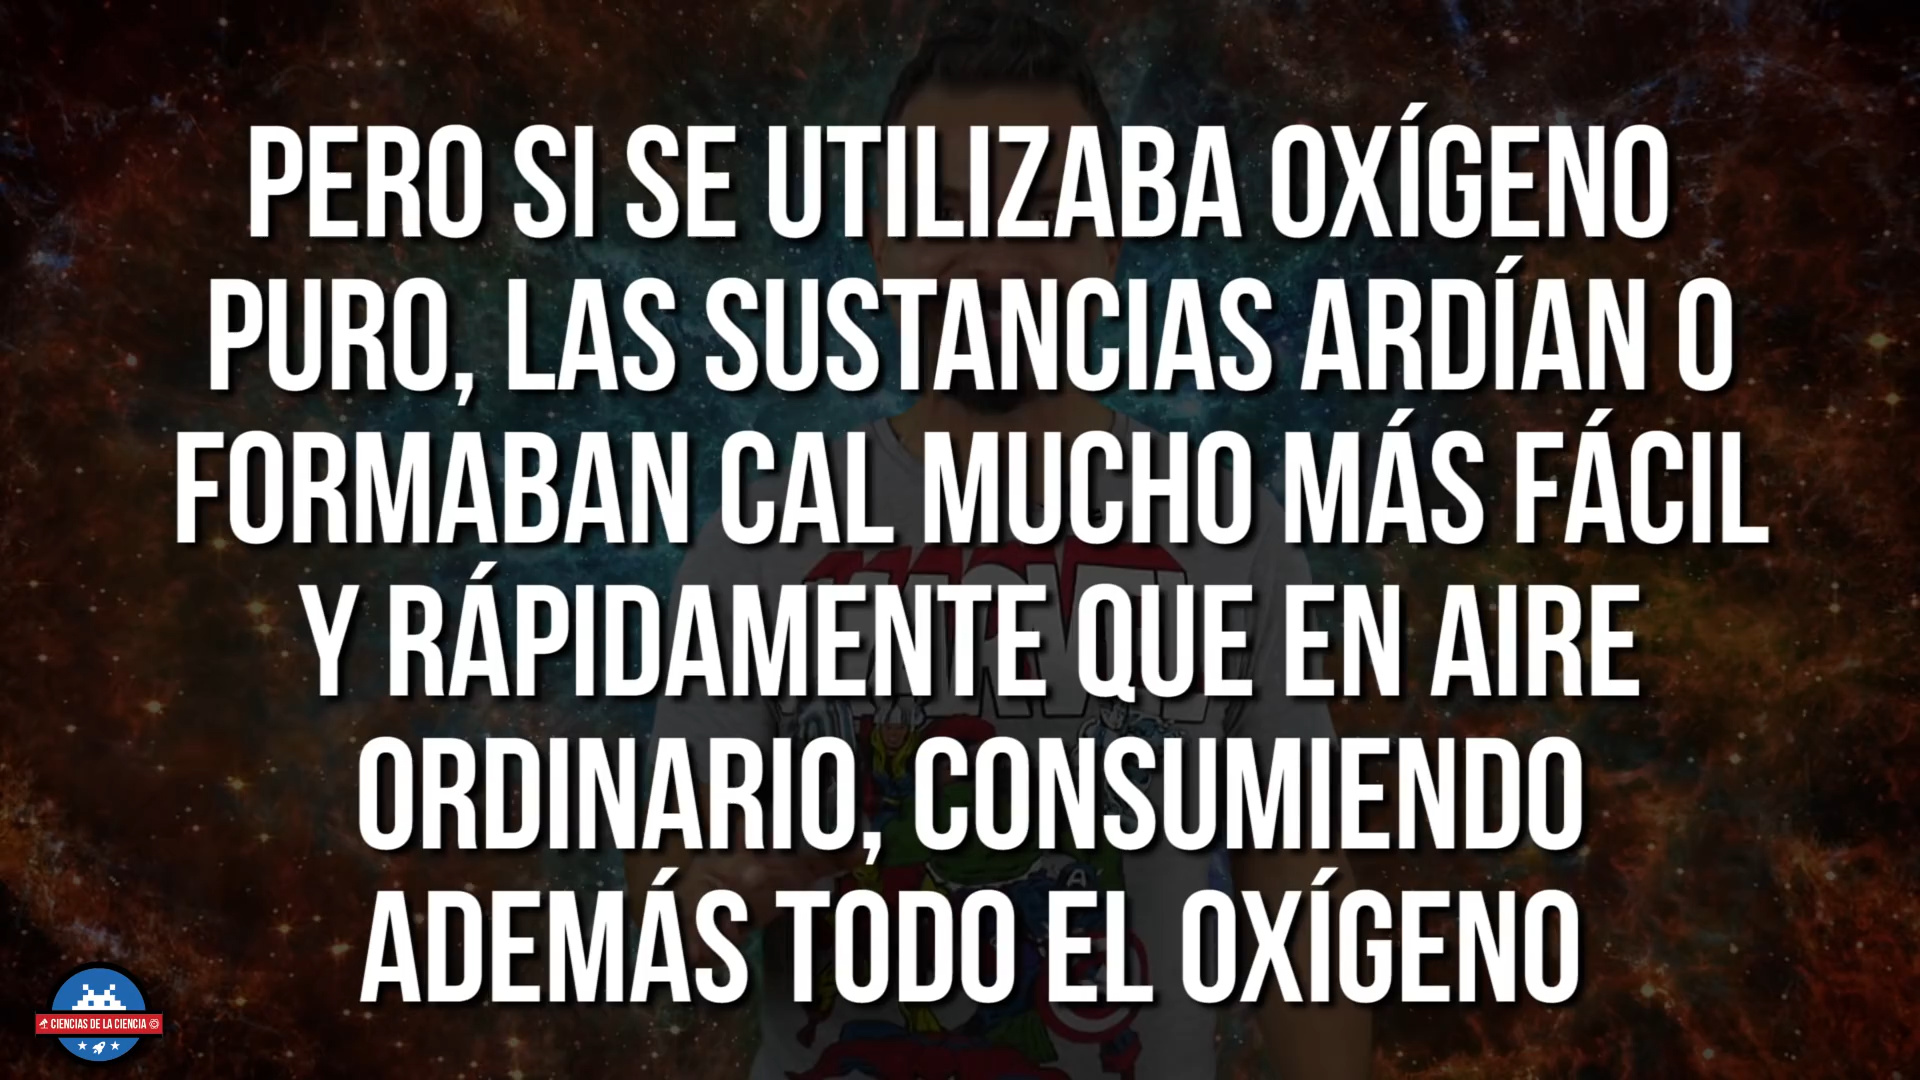 PERO SI SE UTILIZABA OXÍGENO
PURO, LAS SUSTANCIAS ARDÍAN O
FORMABAN CAL MUCHO MÁS FÁCIL
Y RÁPIDAMENTE QUE EN AIRE
ORDINARIO, CONSUMIENDO
ADEMÁS TODO EL OXÍGENO
CIENCIAS DE LA CIENCIA